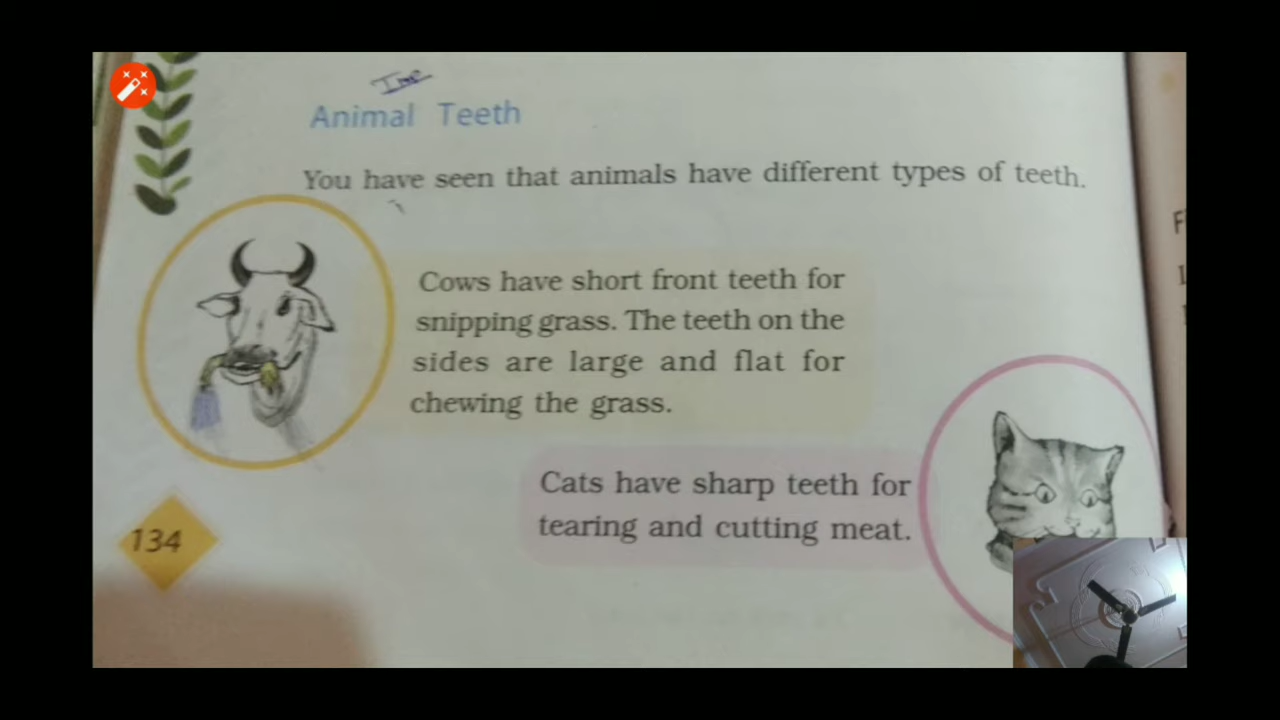 Imp
Animal Teeth
You have seen that animals have different types of teeth.
Cows have short front teeth for
snipping grass. The teeth on the
sides are large and flat for
chewing the grass.
Cats have sharp teeth for
tearing and cutting meat.
134